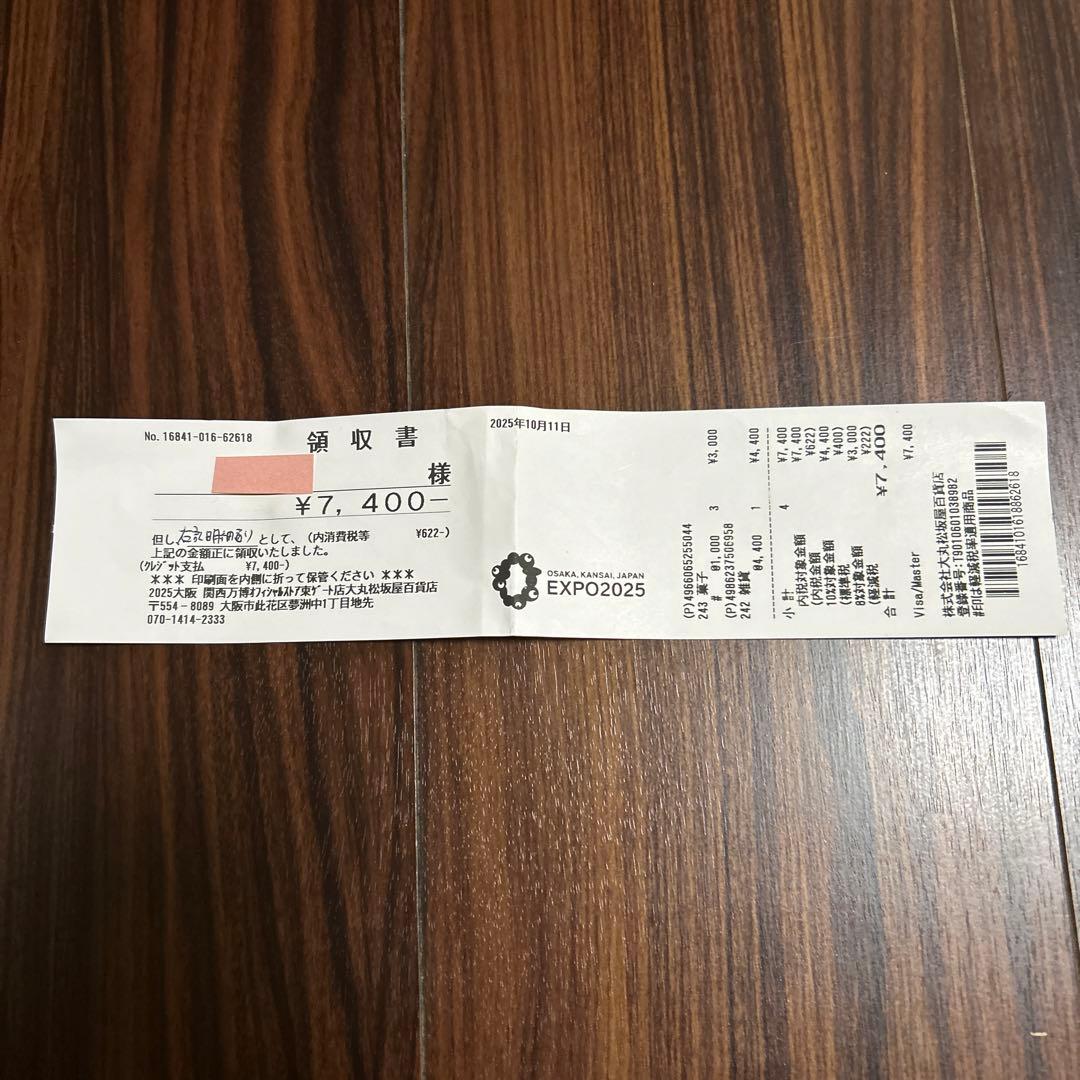 No. 16841-016-62618
領収書
様
¥7,400−
但し右記明細のとおりとして、(内消費税等 ¥622-)
上記の金額正に領収いたしました。
(クレジット支払 ¥7,400-)
*** 印刷面を内側に折って保管ください ***
2025大阪 関西万博オフィシャルストア東ゲート店大丸松坂屋百貨店
〒554-8089 大阪市此花区夢洲中1丁目地先
070-1414-2333
2025年10月11日
OSAKA, KANSAI, JAPAN
EXPO2025
(P)4966065255044
243 菓子 ¥3,000
# @1,000 3
(P)4986237506958
242 雑貨 ¥4,400
@4,400 1
小計 4 ¥7,400
内税対象金額 ¥7,400
(内税金額 ¥622)
10%対象金額 ¥4,400
(標準税 ¥400)
8%対象金額 ¥3,000
(軽減税 ¥222)
合計 ¥7,400
Visa/Master ¥7,400
株式会社大丸松坂屋百貨店
登録番号:T9010601038982
#印は軽減税率適用商品
1684101618862618